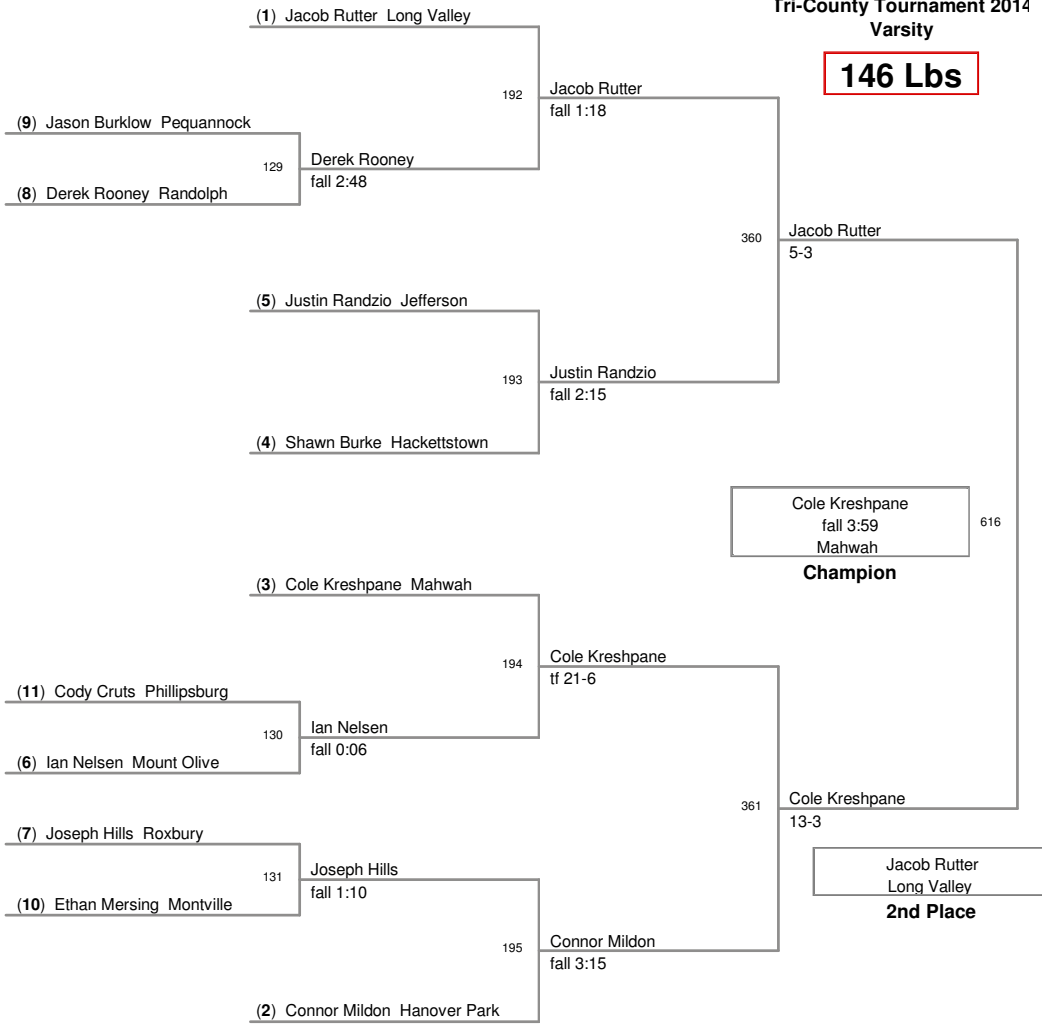 Tri-County Tournament 2014
Varsity
146 Lbs
(1) Jacob Rutter Long Valley
192
Jacob Rutter
fall 1:18
(9) Jason Burklow Pequannock
129
Derek Rooney
fall 2:48
(8) Derek Rooney Randolph
360
Jacob Rutter
5-3
(5) Justin Randzio Jefferson
193
Justin Randzio
fall 2:15
(4) Shawn Burke Hackettstown
Cole Kreshpane
fall 3:59
Mahwah
616
Champion
(3) Cole Kreshpane Mahwah
194
Cole Kreshpane
tf 21-6
(11) Cody Cruts Phillipsburg
130
Ian Nelsen
fall 0:06
(6) Ian Nelsen Mount Olive
361
Cole Kreshpane
13-3
(7) Joseph Hills Roxbury
131
Joseph Hills
fall 1:10
(10) Ethan Mersing Montville
Jacob Rutter
Long Valley
2nd Place
195
Connor Mildon
fall 3:15
(2) Connor Mildon Hanover Park